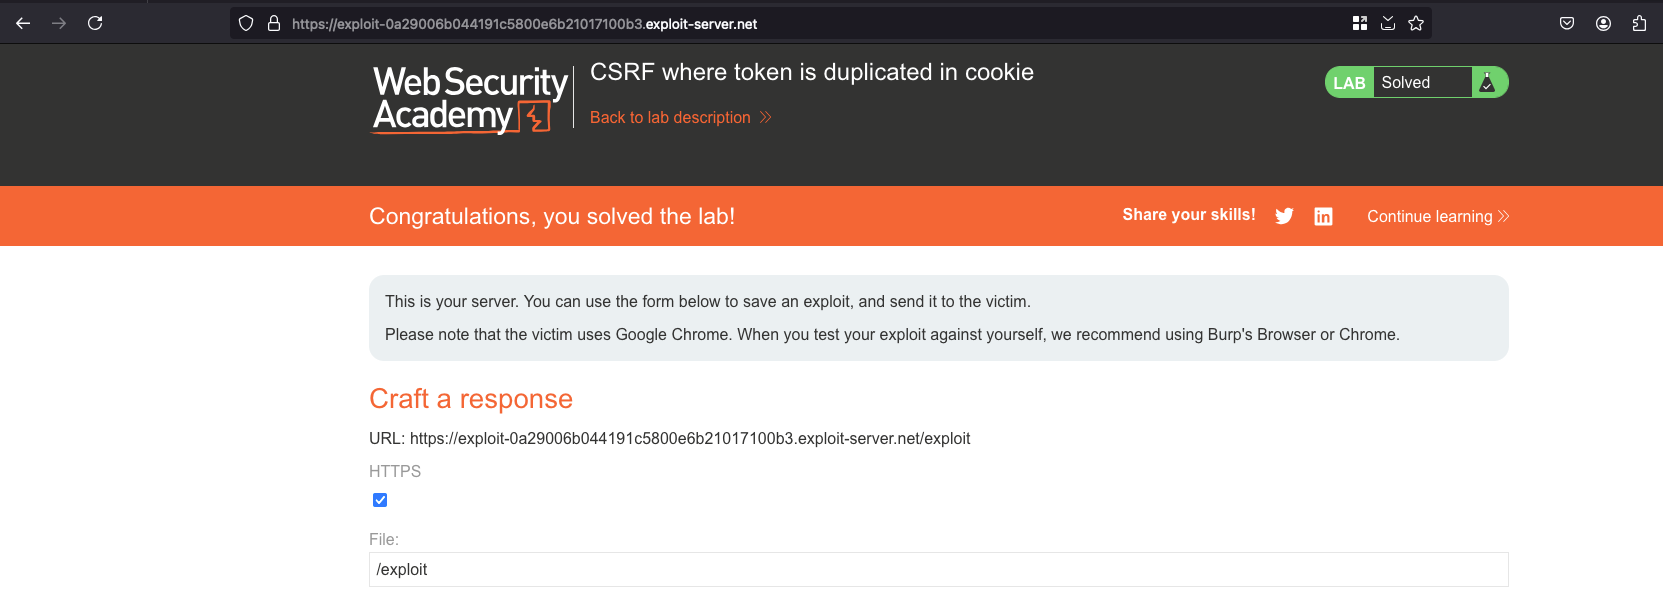 https://exploit-0a29006b044191c5800e6b21017100b3.exploit-server.net
WebSecurity
Academy
CSRF where token is duplicated in cookie
Back to lab description
LAB Solved
Congratulations, you solved the lab!
Share your skills!
Continue learning
This is your server. You can use the form below to save an exploit, and send it to the victim.
Please note that the victim uses Google Chrome. When you test your exploit against yourself, we recommend using Burp's Browser or Chrome.
Craft a response
URL: https://exploit-0a29006b044191c5800e6b21017100b3.exploit-server.net/exploit
HTTPS
File:
/exploit